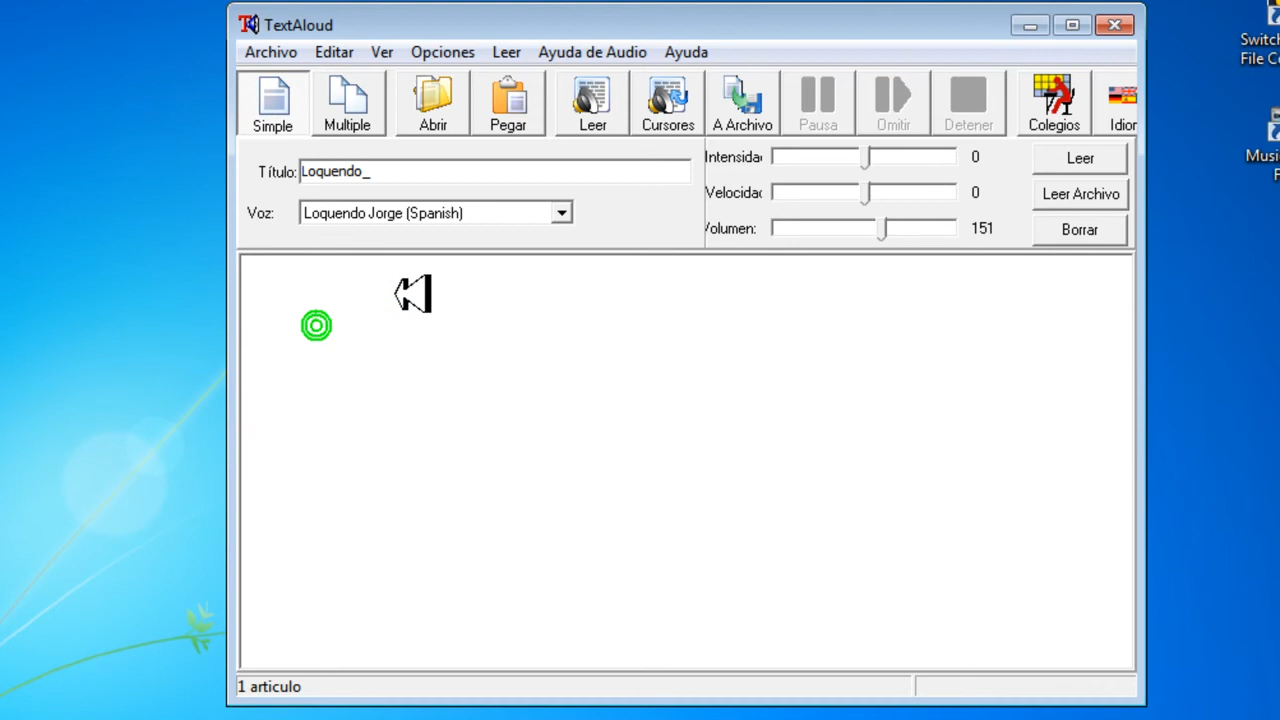 TextAloud
Archivo Editar Ver Opciones Leer Ayuda de Audio Ayuda
Simple Multiple Abrir Pegar Leer Cursores A Archivo Pausa Omitir Detener Colegios Idior
Título: Loquendo_
Voz: Loquendo Jorge (Spanish)
Intensidad 0 Leer
Velocidad 0 Leer Archivo
Volumen: 151 Borrar
1 articulo
Switch
File Co
Musi
F